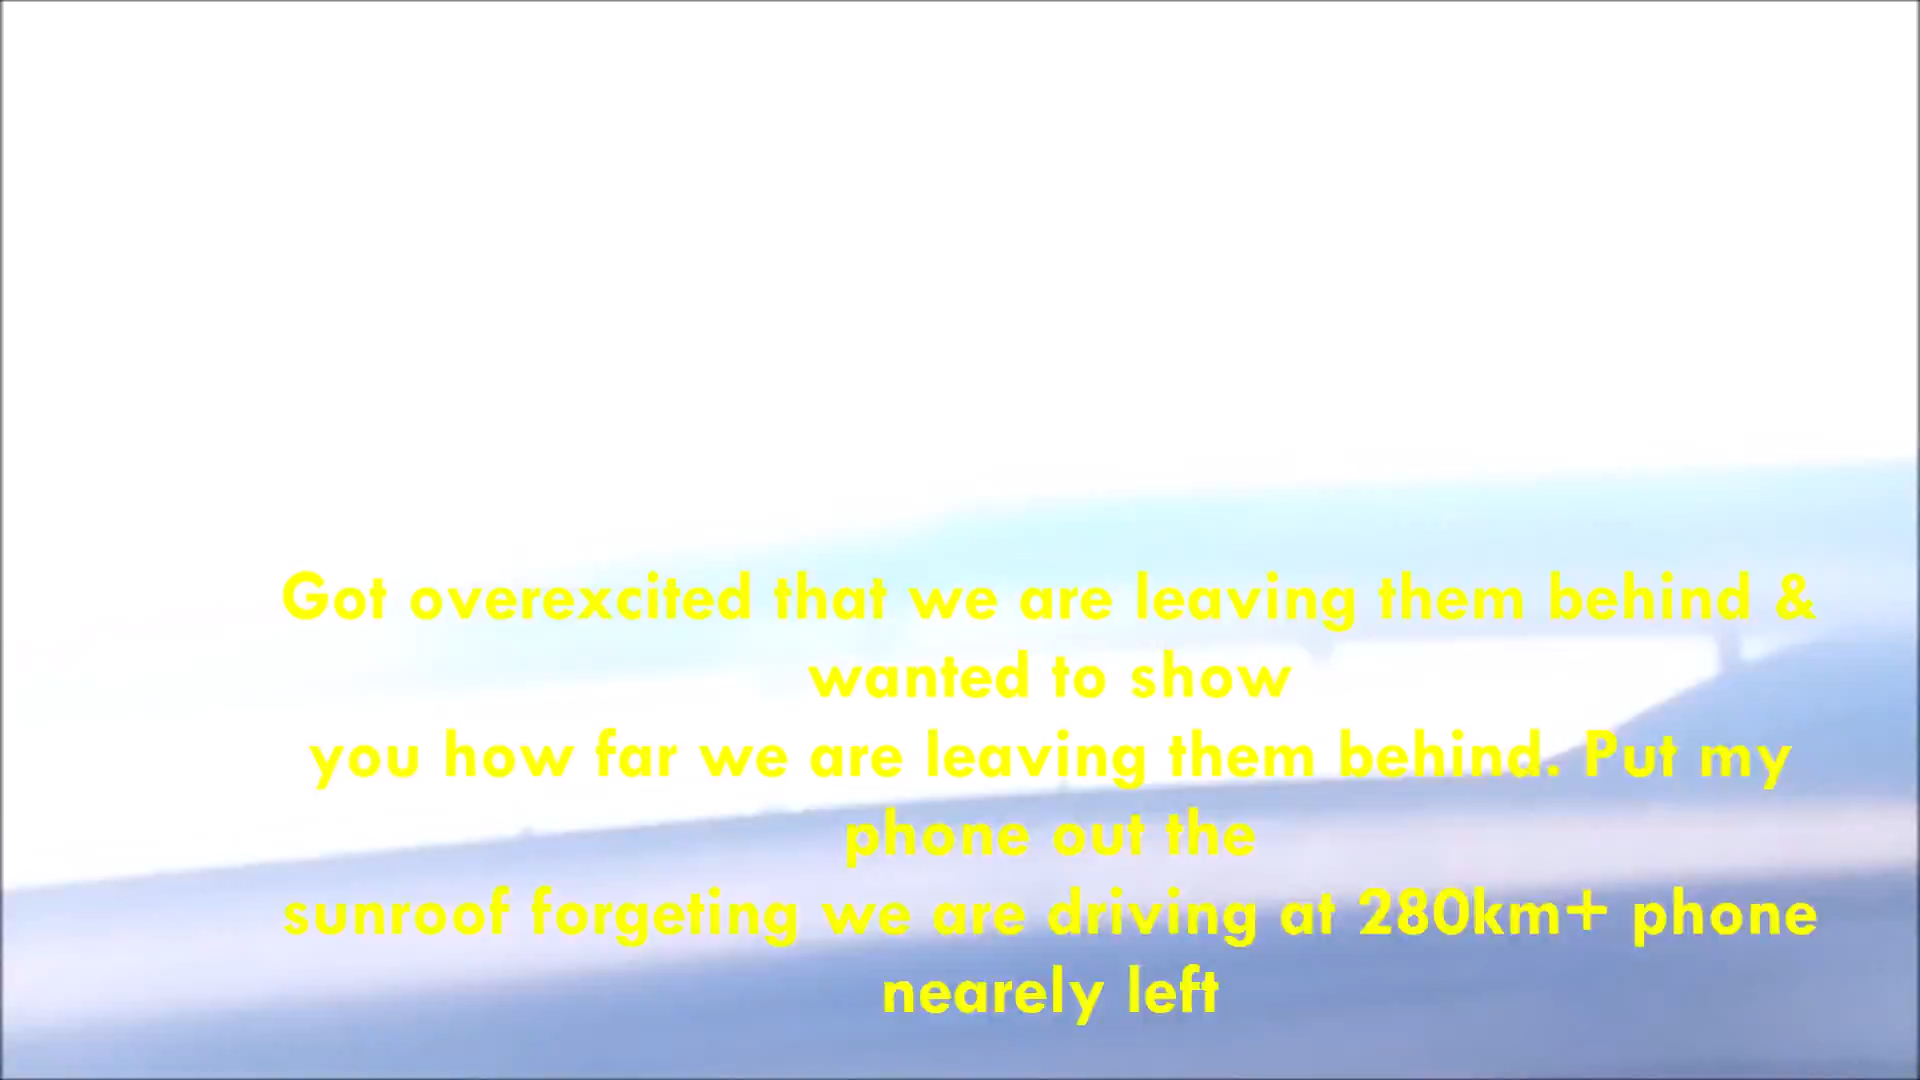 Got overexcited that we are leaving them behind &
wanted to show
you how far we are leaving them behind. Put my
phone out the
sunroof forgeting we are driving at 280km+ phone
nearely left